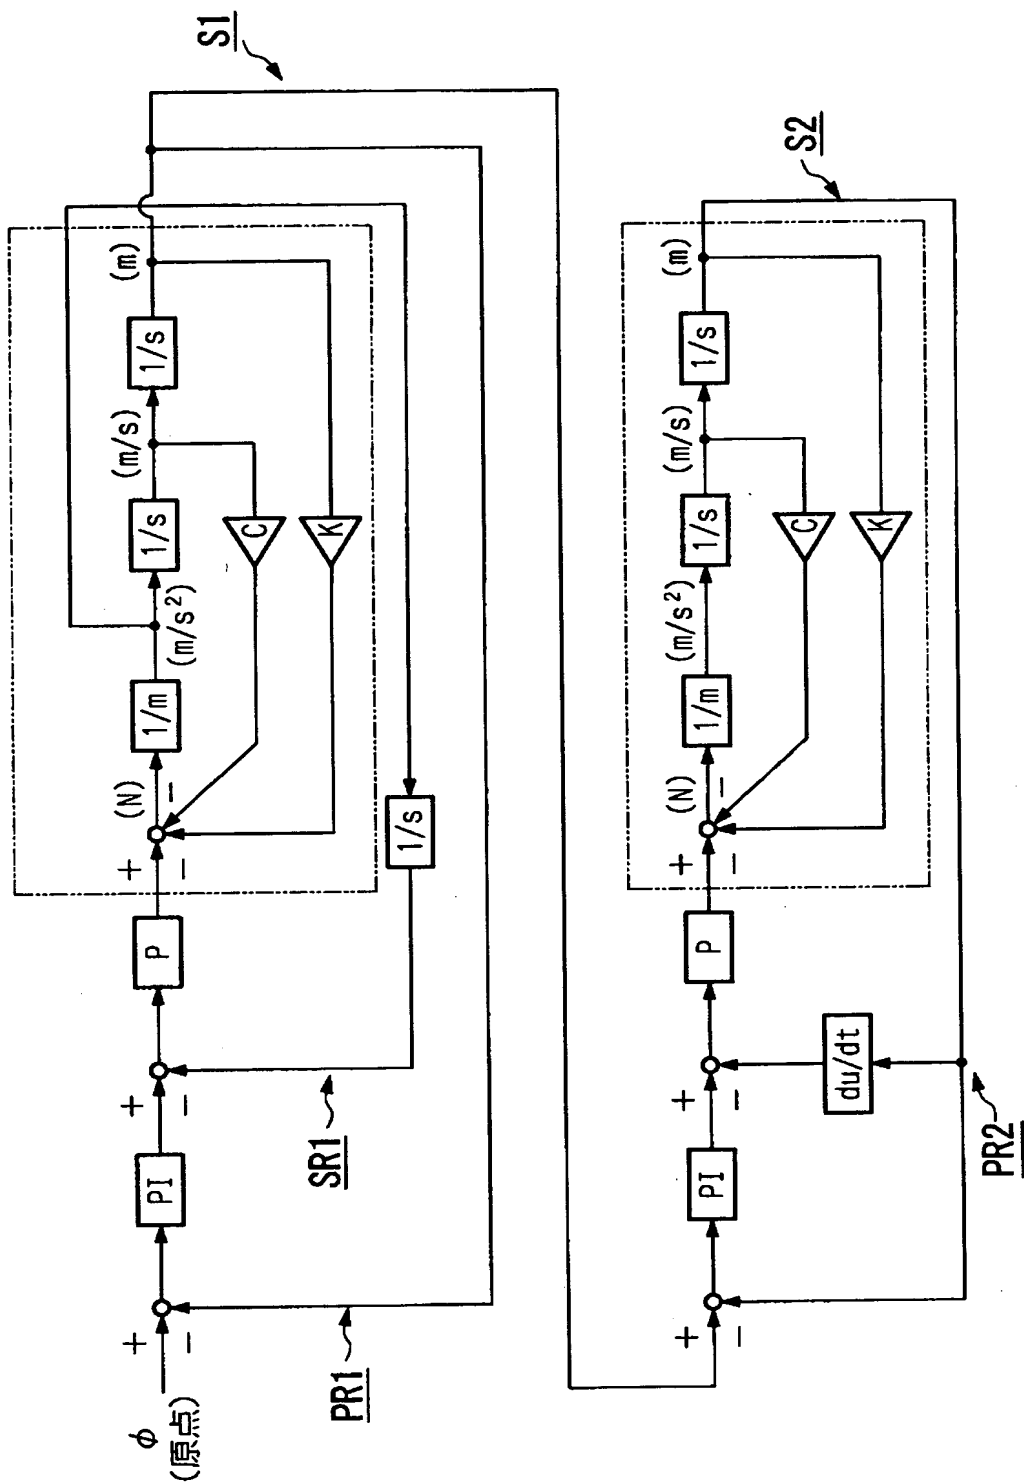 S1
φ
(原点)
+
−
PI
+
−
P
+
−
(N)
−
1/m
(m/s²)
1/s
(m/s)
1/s
(m)
C
K
1/s
SR1
PR1
S2
+
−
PI
+
−
P
+
−
(N)
−
1/m
(m/s²)
1/s
(m/s)
1/s
(m)
C
K
du/dt
PR2